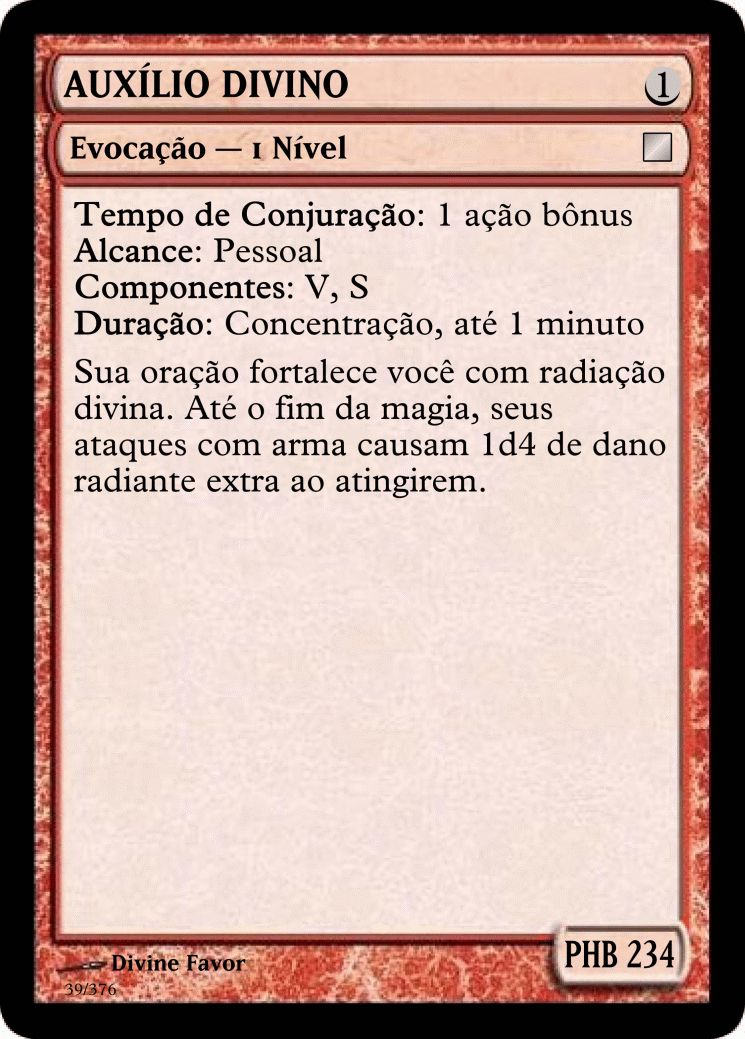 AUXÍLIO DIVINO
1
Evocação — 1 Nível
Tempo de Conjuração: 1 ação bônus
Alcance: Pessoal
Componentes: V, S
Duração: Concentração, até 1 minuto
Sua oração fortalece você com radiação
divina. Até o fim da magia, seus
ataques com arma causam 1d4 de dano
radiante extra ao atingirem.
PHB 234
Divine Favor
39/376